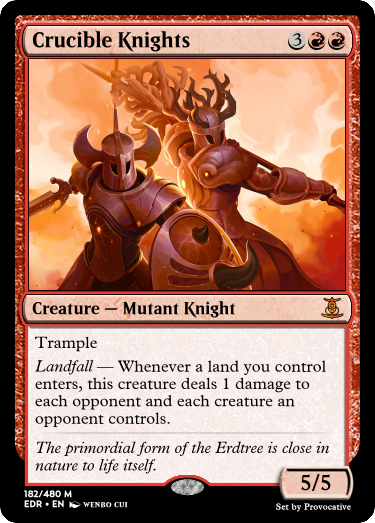 Crucible Knights 3
Creature — Mutant Knight
Trample
Landfall — Whenever a land you control
enters, this creature deals 1 damage to
each opponent and each creature an
opponent controls.
The primordial form of the Erdtree is close in
nature to life itself.
5/5
182/480 M
EDR • EN WENBO CUI
Set by Provocative